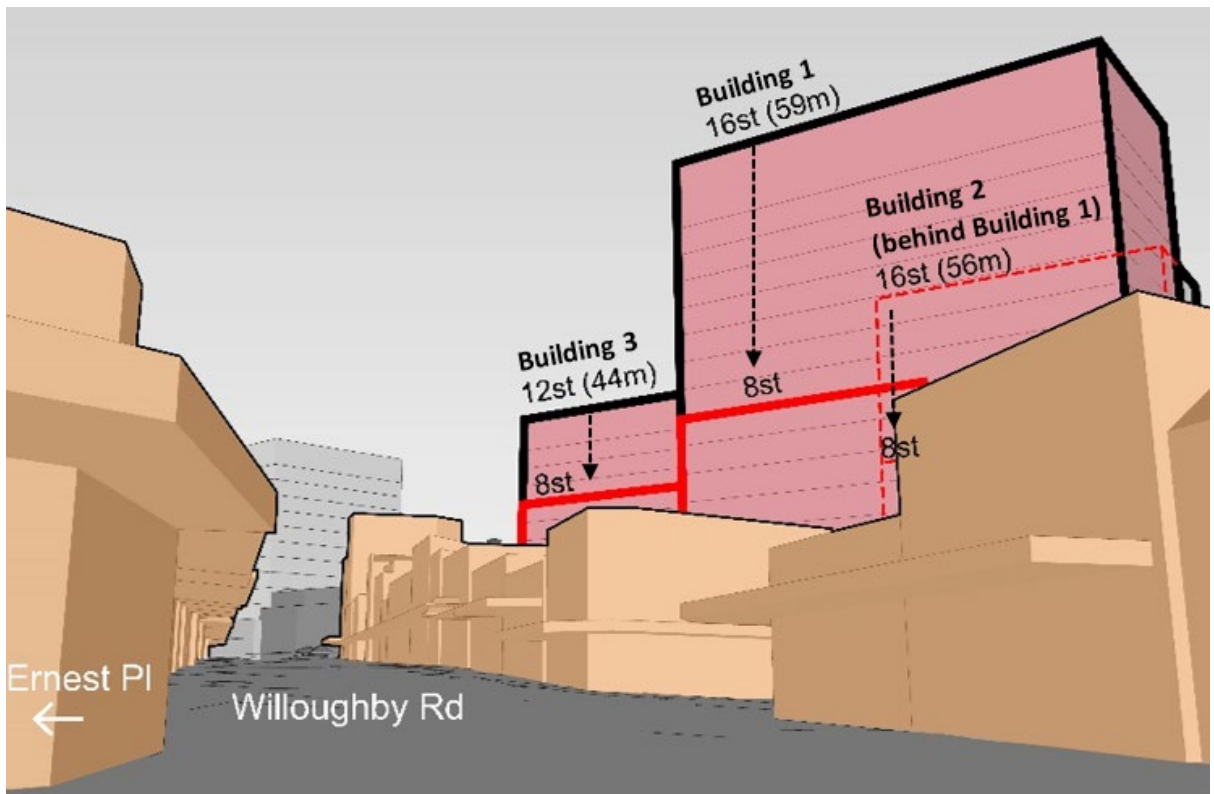 Building 1
16st (59m)
Building 2
(behind Building 1)
16st (56m)
Building 3
12st (44m)
8st
8st
8st
Ernest Pl
Willoughby Rd